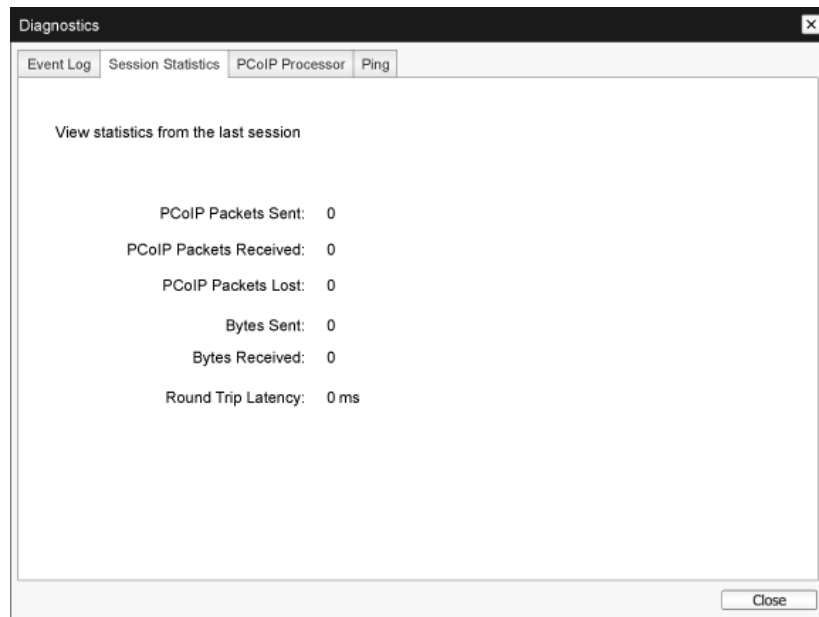 Diagnostics
Event Log Session Statistics PCoIP Processor Ping
View statistics from the last session
PCoIP Packets Sent: 0
PCoIP Packets Received: 0
PCoIP Packets Lost: 0
Bytes Sent: 0
Bytes Received: 0
Round Trip Latency: 0 ms
Close